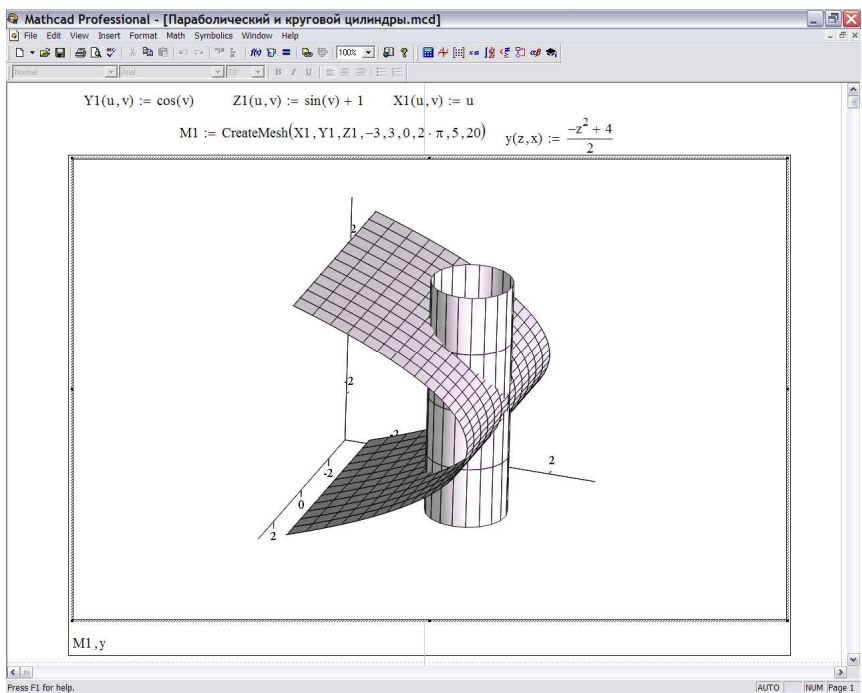 Mathcad Professional - [Параболический и круговой цилиндры.mcd]
File Edit View Insert Format Math Symbolics Window Help
100%
Normal Arial 10 B I U
Y1(u,v) := cos(v) Z1(u,v) := sin(v) + 1 X1(u,v) := u
M1 := CreateMesh(X1,Y1,Z1,−3,3,0,2·π,5,20) y(z,x) := (−z² + 4)/2
2
-2
-2
2
-2
0
2
M1,y
Press F1 for help. AUTO NUM Page 1